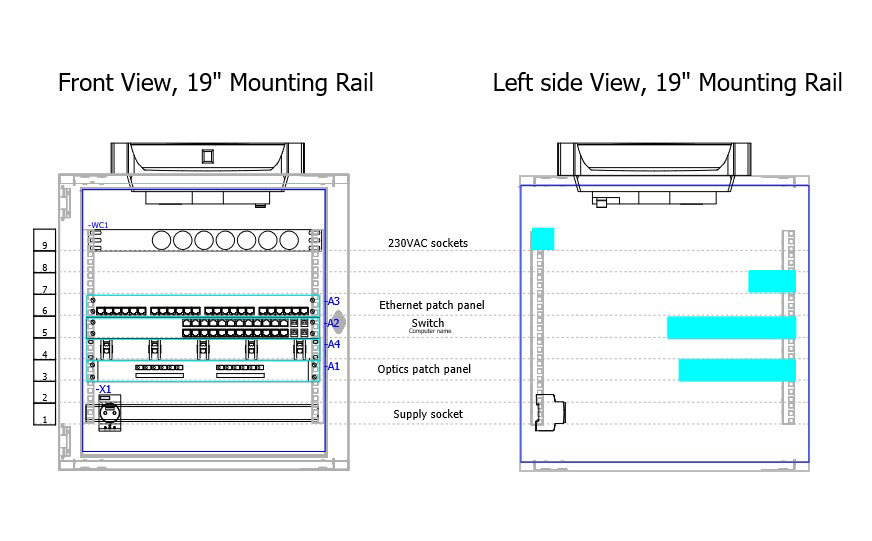 Front View, 19" Mounting Rail
Left side View, 19" Mounting Rail
-WC1
9
230VAC sockets
8
7
-A3
Ethernet patch panel
6
-A2
Switch
Computer name
5
-A4
4
-A1
Optics patch panel
3
-X1
2
1
Supply socket